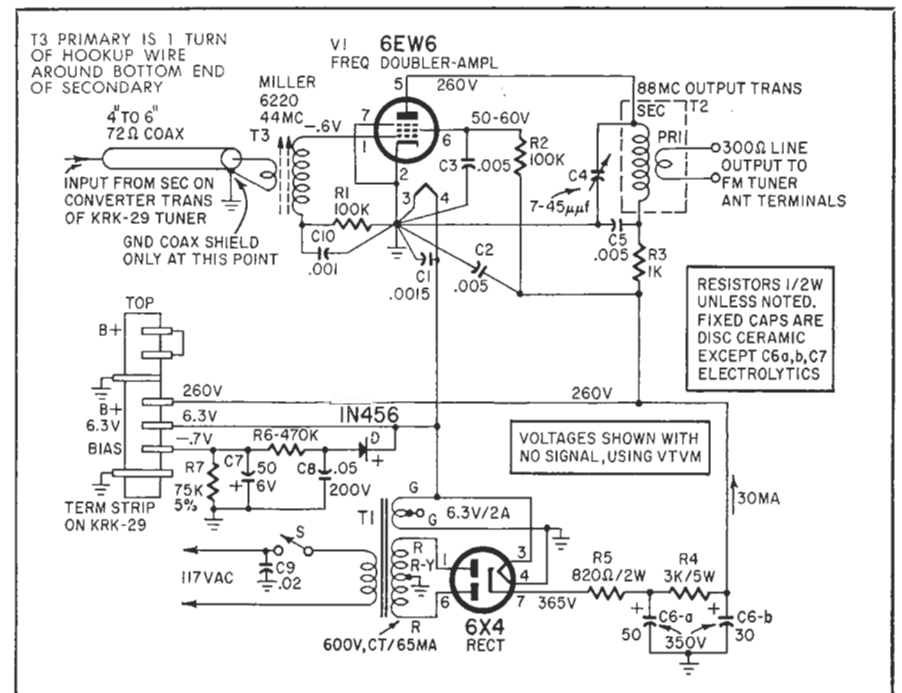 T3 PRIMARY IS 1 TURN
OF HOOKUP WIRE
AROUND BOTTOM END
OF SECONDARY
V1 6EW6
FREQ DOUBLER-AMPL
5
260V
MILLER
6220
44MC
T3
-.6V
7
1
6
2
3
4
50-60V
R2
100K
C3
.005
88MC OUTPUT TRANS
SEC
T2
PRI
C4
7-45μμf
300Ω LINE
OUTPUT TO
FM TUNER
ANT TERMINALS
4" TO 6"
72Ω COAX
INPUT FROM SEC ON
CONVERTER TRANS
OF KRK-29 TUNER
GND COAX SHIELD
ONLY AT THIS POINT
R1
100K
C10
.001
C1
.0015
C2
.005
C5
.005
R3
1K
RESISTORS 1/2W
UNLESS NOTED.
FIXED CAPS ARE
DISC CERAMIC
EXCEPT C6a,b,C7
ELECTROLYTICS
TOP
B+
B+
6.3V
BIAS
TERM STRIP
ON KRK-29
260V
260V
6.3V
-.7V
1N456
D
+
R6-470K
R7
75K
5%
C7
50
6V
+
C8
.05
200V
VOLTAGES SHOWN WITH
NO SIGNAL, USING VTVM
30MA
T1
G
G
6.3V/2A
S
117VAC
C9
.02
R
R-Y
R
600V,CT/65MA
1
6
3
4
7
6X4
RECT
365V
R5
820Ω/2W
R4
3K/5W
+
C6-a
50
350V
+
C6-b
30